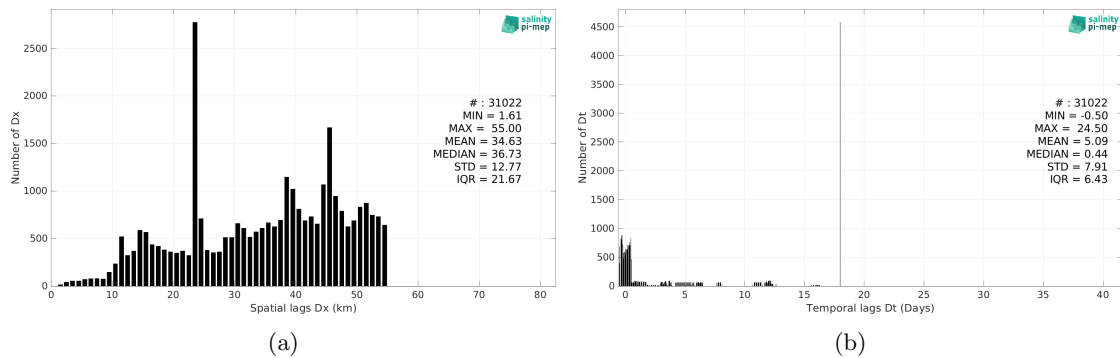 salinity
pi-mep
2500
2000
1500
1000
500
0
Number of Dx
# : 31022
MIN = 1.61
MAX = 55.00
MEAN = 34.63
MEDIAN = 36.73
STD = 12.77
IQR = 21.67
0 10 20 30 40 50 60 70 80
Spatial lags Dx (km)
(a)
salinity
pi-mep
4500
4000
3500
3000
2500
2000
1500
1000
500
0
Number of Dt
# : 31022
MIN = -0.50
MAX = 24.50
MEAN = 5.09
MEDIAN = 0.44
STD = 7.91
IQR = 6.43
0 5 10 15 20 25 30 35 40
Temporal lags Dt (Days)
(b)